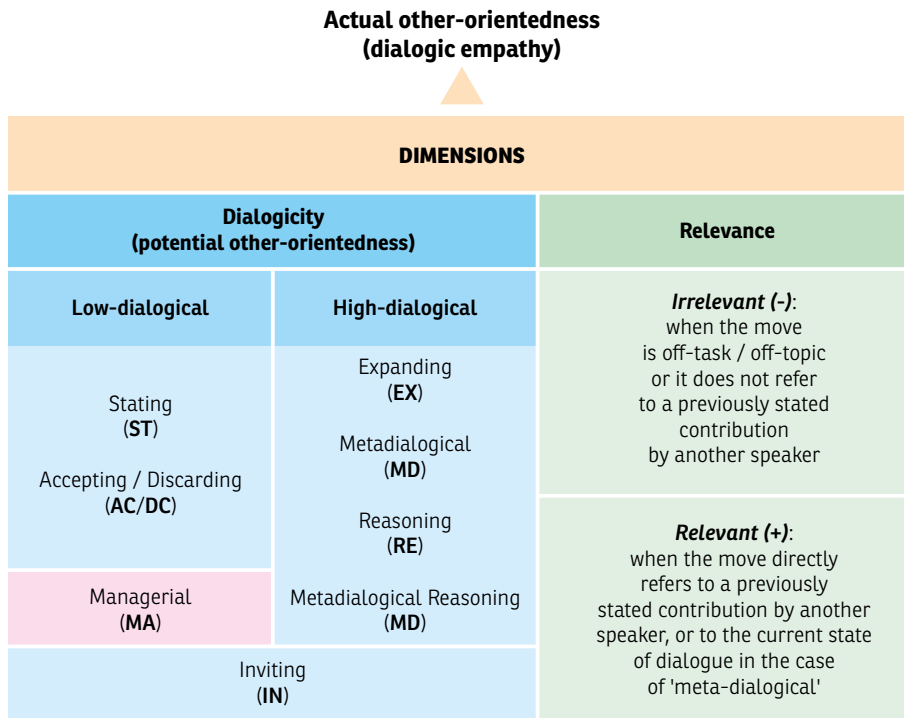 Actual other-orientedness
(dialogic empathy)
DIMENSIONS
Dialogicity
(potential other-orientedness)
Relevance
Low-dialogical
High-dialogical
Stating
(ST)
Accepting / Discarding
(AC/DC)
Managerial
(MA)
Expanding
(EX)
Metadialogical
(MD)
Reasoning
(RE)
Metadialogical Reasoning
(MD)
Inviting
(IN)
Irrelevant (-):
when the move
is off-task / off-topic
or it does not refer
to a previously stated
contribution
by another speaker
Relevant (+):
when the move directly
refers to a previously
stated contribution by another
speaker, or to the current state
of dialogue in the case
of 'meta-dialogical'